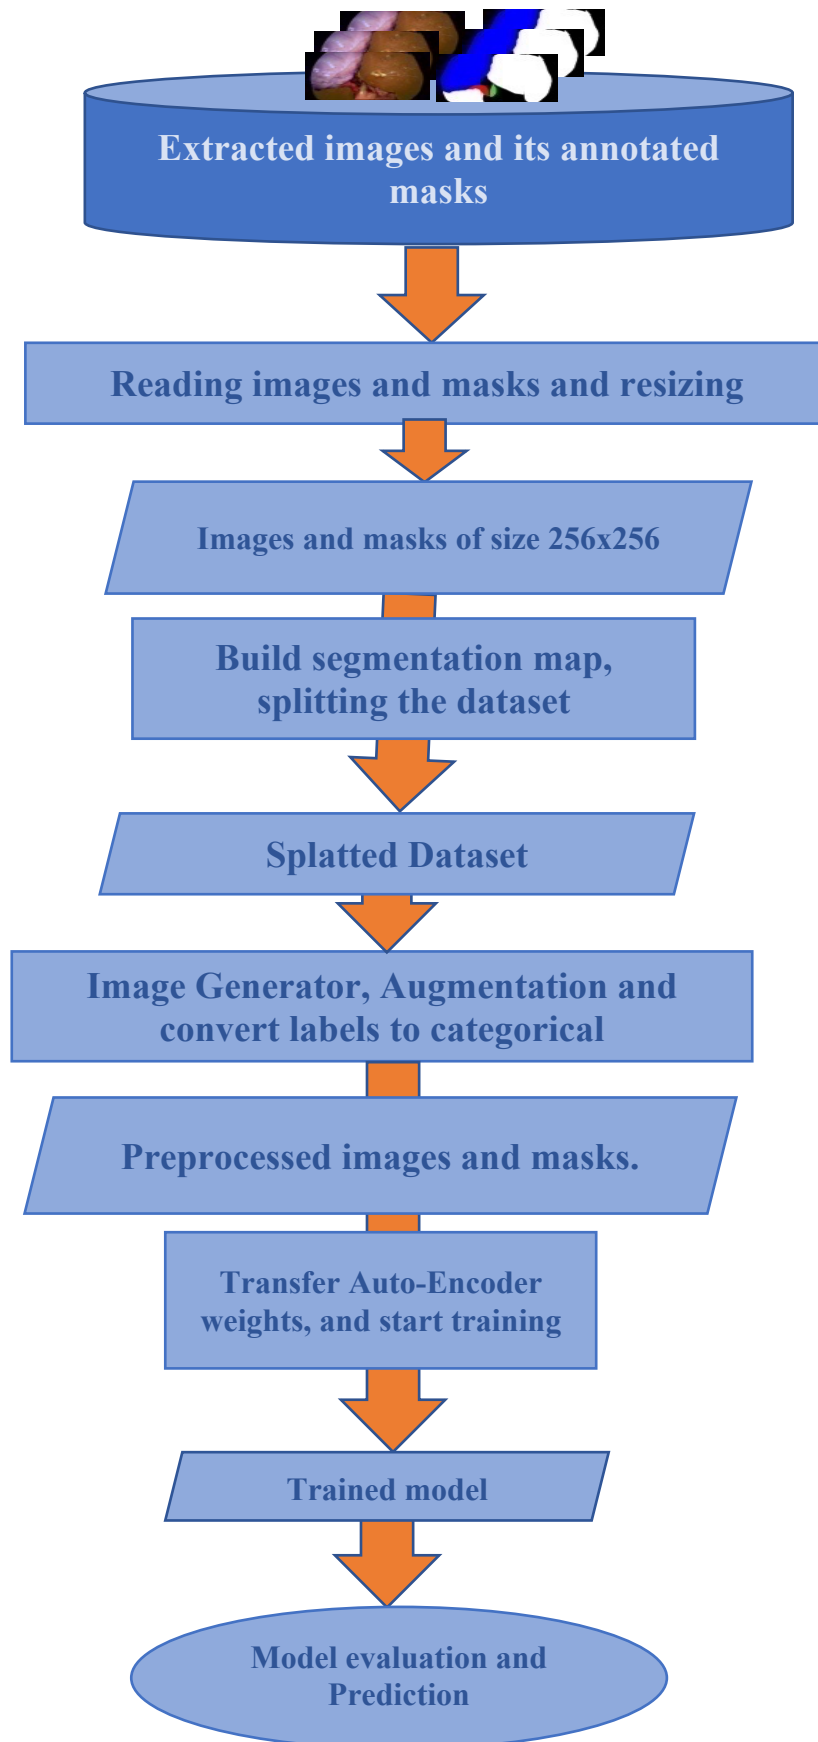 Extracted images and its annotated
masks
Reading images and masks and resizing
Images and masks of size 256x256
Build segmentation map,
splitting the dataset
Splatted Dataset
Image Generator, Augmentation and
convert labels to categorical
Preprocessed images and masks.
Transfer Auto-Encoder
weights, and start training
Trained model
Model evaluation and
Prediction